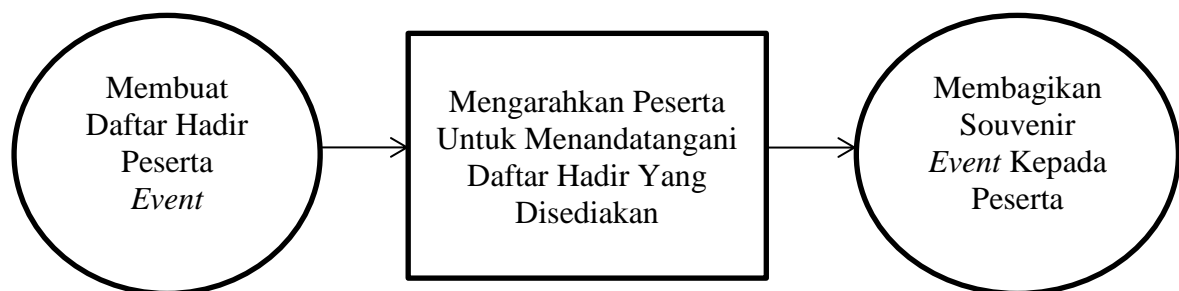 Membuat
Daftar Hadir
Peserta
Event
Mengarahkan Peserta
Untuk Menandatangani
Daftar Hadir Yang
Disediakan
Membagikan
Souvenir
Event Kepada
Peserta